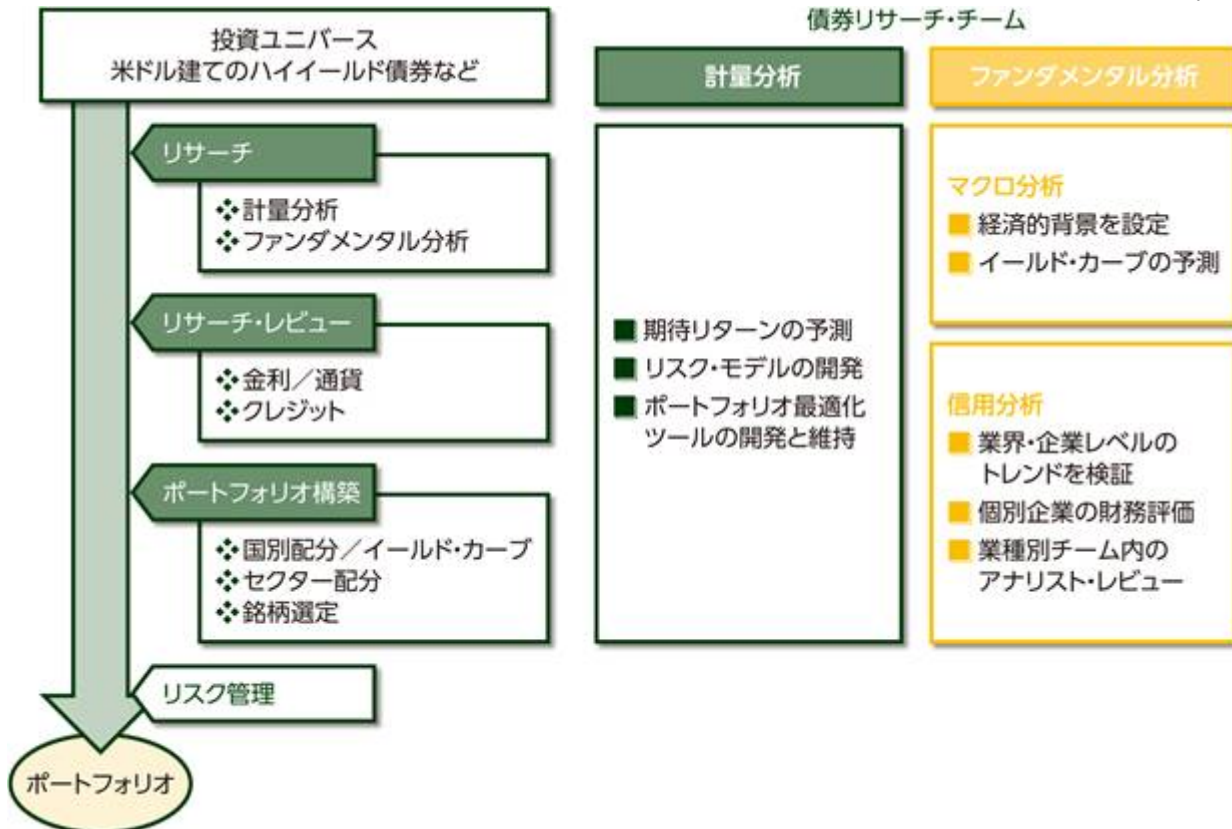 投資ユニバース
米ドル建てのハイイールド債券など
リサーチ
❖計量分析
❖ファンダメンタル分析
リサーチ・レビュー
❖金利／通貨
❖クレジット
ポートフォリオ構築
❖国別配分／イールド・カーブ
❖セクター配分
❖銘柄選定
リスク管理
ポートフォリオ
債券リサーチ・チーム
計量分析
■期待リターンの予測
■リスク・モデルの開発
■ポートフォリオ最適化
ツールの開発と維持
ファンダメンタル分析
マクロ分析
■経済的背景を設定
■イールド・カーブの予測
信用分析
■業界・企業レベルの
トレンドを検証
■個別企業の財務評価
■業種別チーム内の
アナリスト・レビュー